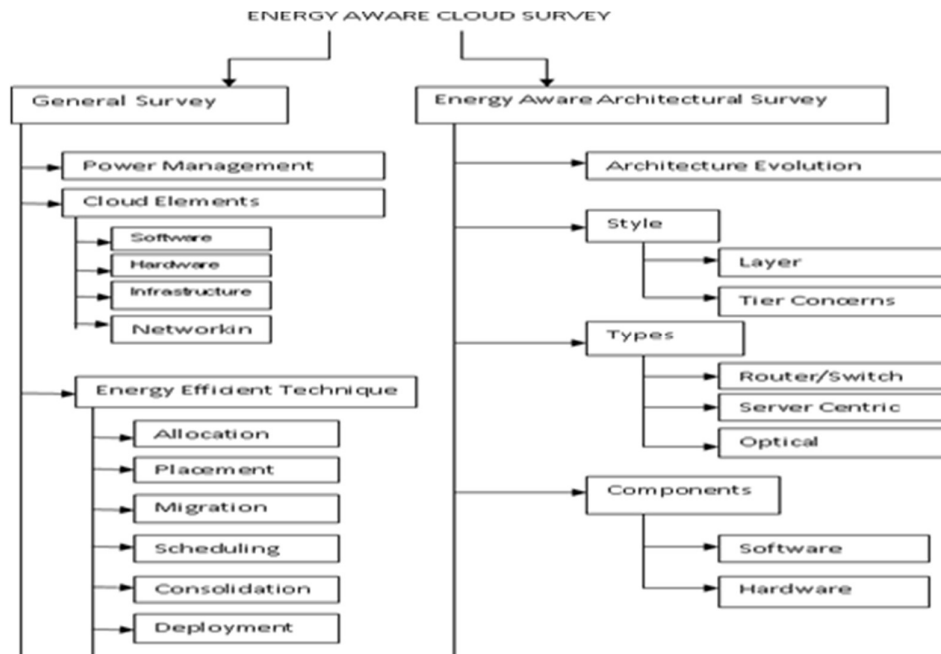 ENERGY AWARE CLOUD SURVEY
General Survey
Power Management
Cloud Elements
Software
Hardware
Infrastructure
Networkin
Energy Efficient Technique
Allocation
Placement
Migration
Scheduling
Consolidation
Deployment
Energy Aware Architectural Survey
Architecture Evolution
Style
Layer
Tier Concerns
Types
Router/Switch
Server Centric
Optical
Components
Software
Hardware